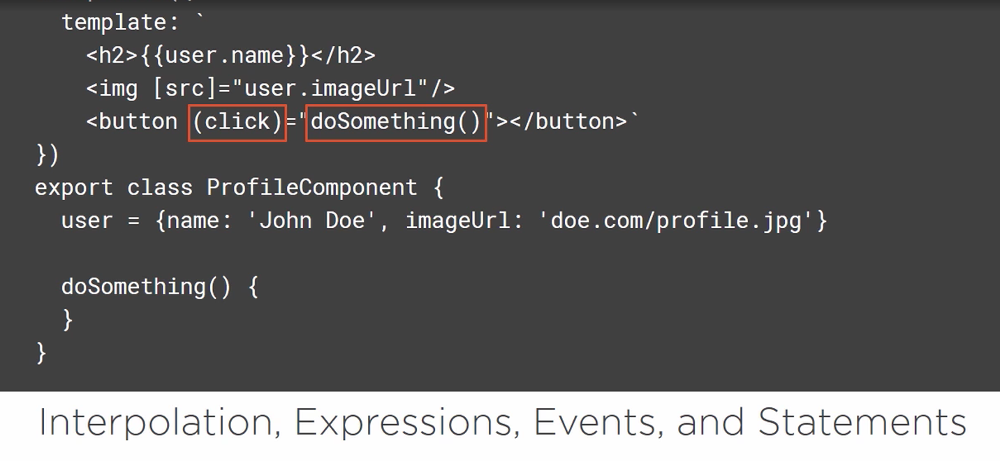 template: `
<h2>{{user.name}}</h2>
<img [src]="user.imageUrl"/>
<button (click)="doSomething()"></button>`
})
export class ProfileComponent {
user = {name: 'John Doe', imageUrl: 'doe.com/profile.jpg'}
doSomething() {
}
}
Interpolation, Expressions, Events, and Statements